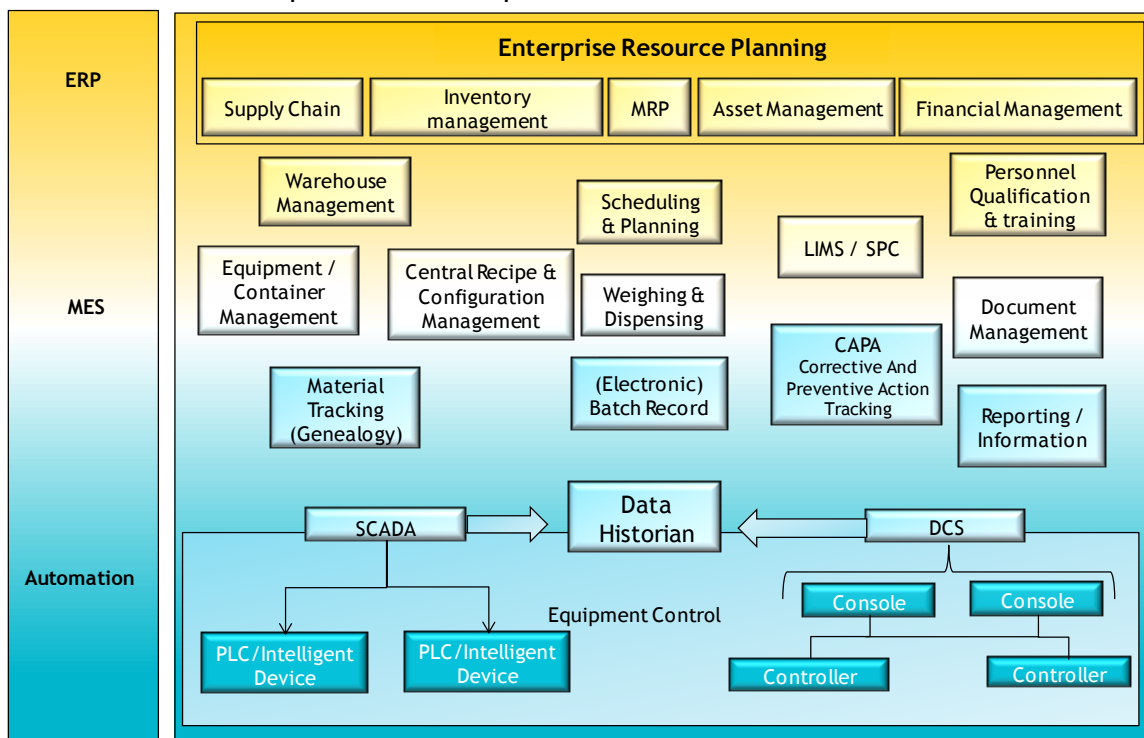 ERP
MES
Automation
Enterprise Resource Planning
Supply Chain
Inventory
management
MRP
Asset Management
Financial Management
Warehouse
Management
Scheduling
& Planning
Personnel
Qualification
& training
LIMS / SPC
Equipment /
Container
Management
Central Recipe &
Configuration
Management
Weighing &
Dispensing
Document
Management
CAPA
Corrective And
Preventive Action
Tracking
Material
Tracking
(Genealogy)
(Electronic)
Batch Record
Reporting /
Information
SCADA
Data
Historian
DCS
Equipment Control
PLC/Intelligent
Device
PLC/Intelligent
Device
Console
Console
Controller
Controller